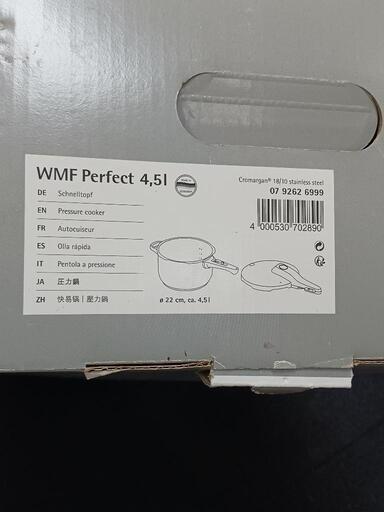 WMF Perfect 4,5l
Cromargan® 18/10 stainless steel
07 9262 6999
DE Schnelltopf
EN Pressure cooker
FR Autocuiseur
ES Olla rápida
IT Pentola a pressione
JA 圧力鍋
ZH 快易锅 | 壓力鍋
4 000530 702890
ø 22 cm, ca. 4,5 l